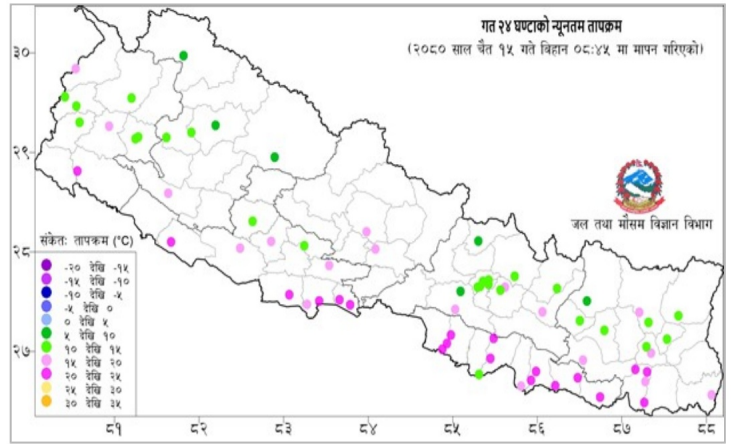 गत २४ घण्टाको न्यूनतम तापक्रम
(२०८० साल चैत १५ गते विहान ०८:४५ मा मापन गरिएको)
३०
२९
जल तथा मौसम विज्ञान विभाग
संकेतः तापक्रम (°C)
२८
-२० देखि -१५
-१५ देखि -१०
-१० देखि -५
-५ देखि ०
० देखि ५
५ देखि १०
१० देखि १५
१५ देखि २०
२० देखि २५
२५ देखि ३०
३० देखि ३५
२७
८१ ८२ ८३ ८४ ८५ ८६ ८७ ८८